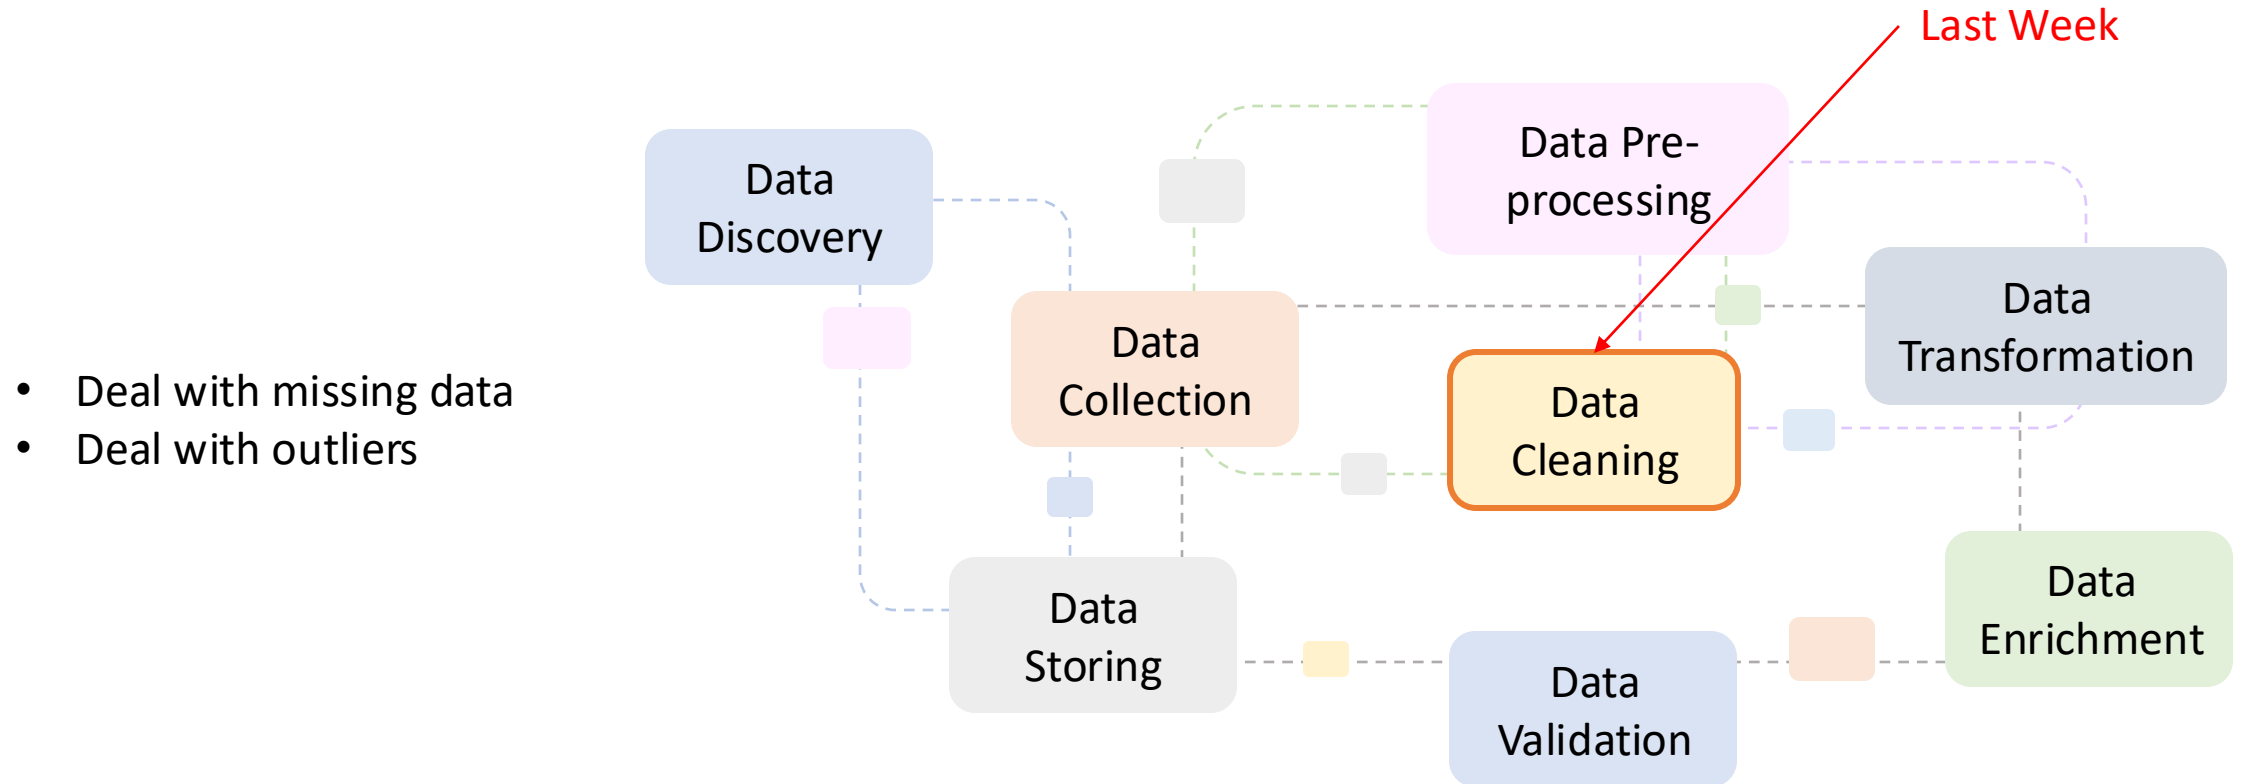 Last Week
Data Pre-
processing
Data
Discovery
Data
Transformation
Data
Collection
• Deal with missing data
• Deal with outliers
Data
Cleaning
Data
Enrichment
Data
Storing
Data
Validation